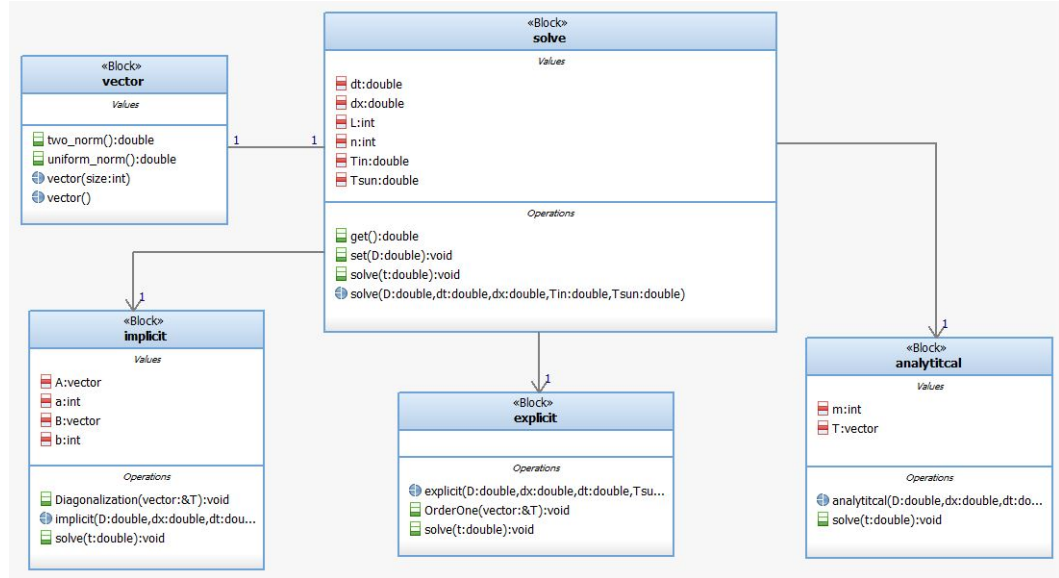 «Block»
vector
Values
two_norm():double
uniform_norm():double
vector(size:int)
vector()
1
1
«Block»
solve
Values
dt:double
dx:double
L:int
n:int
Tin:double
Tsun:double
Operations
get():double
set(D:double):void
solve(t:double):void
solve(D:double,dt:double,dx:double,Tin:double,Tsun:double)
1
«Block»
implicit
Values
A:vector
a:int
B:vector
b:int
Operations
Diagonalization(vector:&T):void
implicit(D:double,dx:double,dt:dou...
solve(t:double):void
1
«Block»
explicit
Operations
explicit(D:double,dx:double,dt:double,Tsu...
OrderOne(vector:&T):void
solve(t:double):void
1
«Block»
analytitcal
Values
m:int
T:vector
Operations
analytitcal(D:double,dx:double,dt:do...
solve(t:double):void